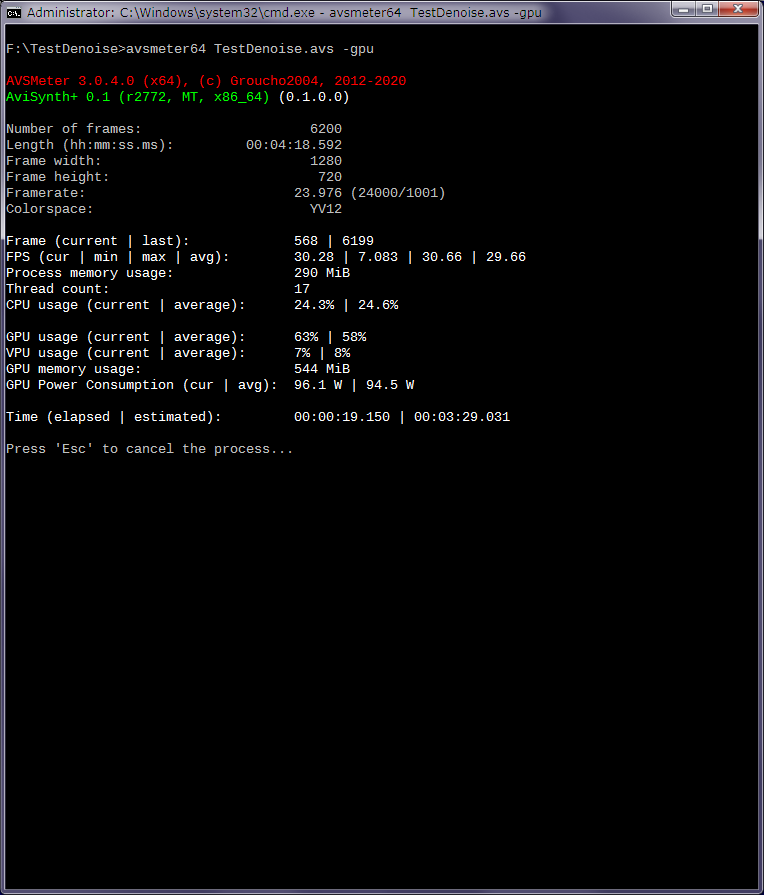 Administrator: C:\Windows\system32\cmd.exe - avsmeter64  TestDenoise.avs -gpu
F:\TestDenoise>avsmeter64 TestDenoise.avs -gpu
AVSMeter 3.0.4.0 (x64), (c) Groucho2004, 2012-2020
AviSynth+ 0.1 (r2772, MT, x86_64) (0.1.0.0)
Number of frames:                     6200
Length (hh:mm:ss.ms):         00:04:18.592
Frame width:                          1280
Frame height:                          720
Framerate:                          23.976 (24000/1001)
Colorspace:                           YV12
Frame (current | last):             568 | 6199
FPS (cur | min | max | avg):        30.28 | 7.083 | 30.66 | 29.66
Process memory usage:               290 MiB
Thread count:                       17
CPU usage (current | average):      24.3% | 24.6%
GPU usage (current | average):      63% | 58%
VPU usage (current | average):      7% | 8%
GPU memory usage:                   544 MiB
GPU Power Consumption (cur | avg):  96.1 W | 94.5 W
Time (elapsed | estimated):         00:00:19.150 | 00:03:29.031
Press 'Esc' to cancel the process...